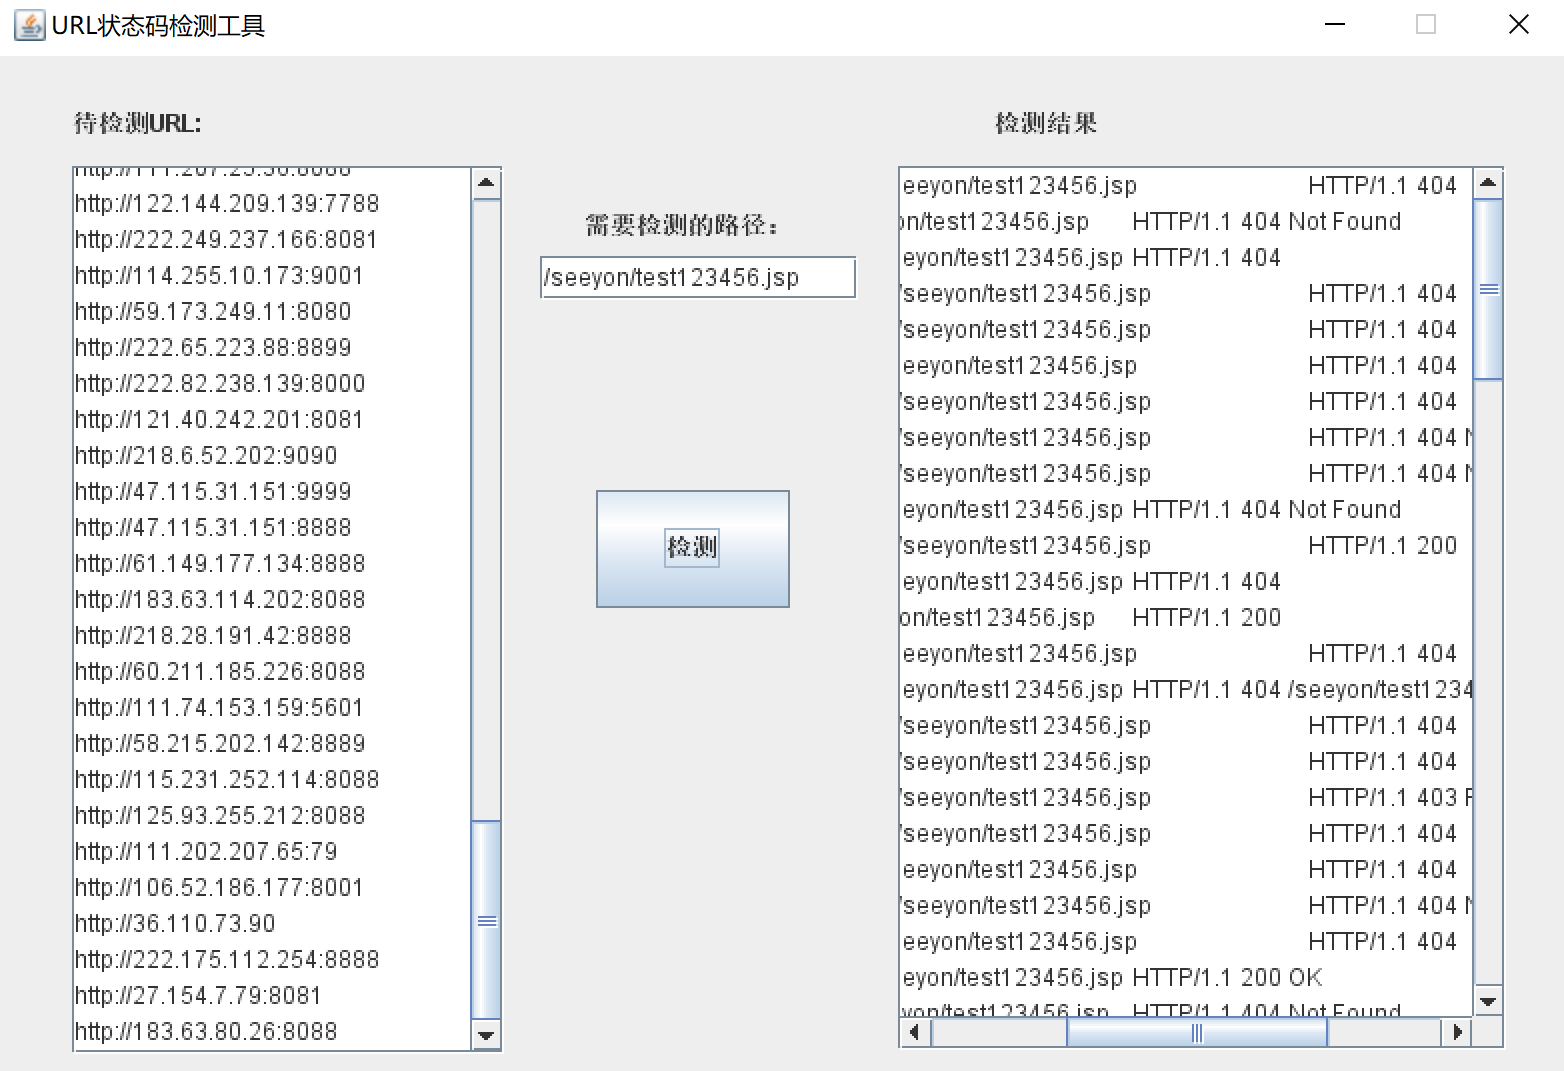 URL状态码检测工具
待检测URL:
http://111.207.25.50:8088
http://122.144.209.139:7788
http://222.249.237.166:8081
http://114.255.10.173:9001
http://59.173.249.11:8080
http://222.65.223.88:8899
http://222.82.238.139:8000
http://121.40.242.201:8081
http://218.6.52.202:9090
http://47.115.31.151:9999
http://47.115.31.151:8888
http://61.149.177.134:8888
http://183.63.114.202:8088
http://218.28.191.42:8888
http://60.211.185.226:8088
http://111.74.153.159:5601
http://58.215.202.142:8889
http://115.231.252.114:8088
http://125.93.255.212:8088
http://111.202.207.65:79
http://106.52.186.177:8001
http://36.110.73.90
http://222.175.112.254:8888
http://27.154.7.79:8081
http://183.63.80.26:8088
需要检测的路径：
/seeyon/test123456.jsp
检测
检测结果
eeyon/test123456.jsp HTTP/1.1 404
on/test123456.jsp HTTP/1.1 404 Not Found
eeyon/test123456.jsp HTTP/1.1 404
/seeyon/test123456.jsp HTTP/1.1 404
/seeyon/test123456.jsp HTTP/1.1 404
eeyon/test123456.jsp HTTP/1.1 404
/seeyon/test123456.jsp HTTP/1.1 404
/seeyon/test123456.jsp HTTP/1.1 404 N
/seeyon/test123456.jsp HTTP/1.1 404 N
eeyon/test123456.jsp HTTP/1.1 404 Not Found
/seeyon/test123456.jsp HTTP/1.1 200
eeyon/test123456.jsp HTTP/1.1 404
on/test123456.jsp HTTP/1.1 200
eeyon/test123456.jsp HTTP/1.1 404
eeyon/test123456.jsp HTTP/1.1 404 /seeyon/test1234
/seeyon/test123456.jsp HTTP/1.1 404
/seeyon/test123456.jsp HTTP/1.1 404
/seeyon/test123456.jsp HTTP/1.1 403 F
/seeyon/test123456.jsp HTTP/1.1 404
eeyon/test123456.jsp HTTP/1.1 404
/seeyon/test123456.jsp HTTP/1.1 404 N
eeyon/test123456.jsp HTTP/1.1 404
eeyon/test123456.jsp HTTP/1.1 200 OK
yon/test123456.jsp HTTP/1.1 404 Not Found